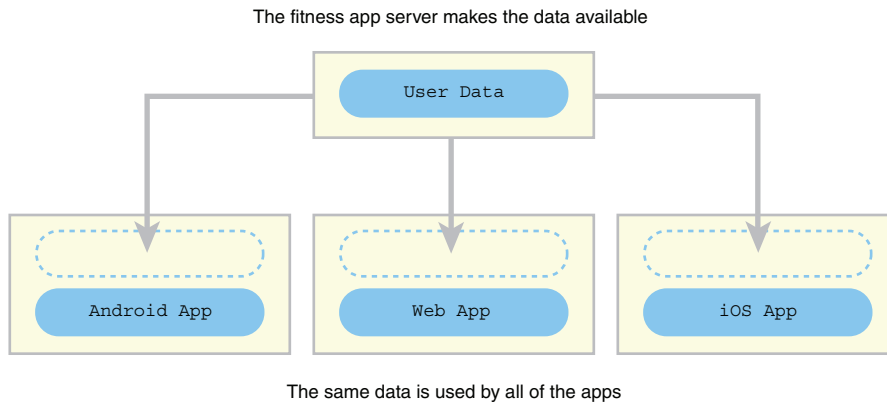 The fitness app server makes the data available
User Data
Android App
Web App
iOS App
The same data is used by all of the apps